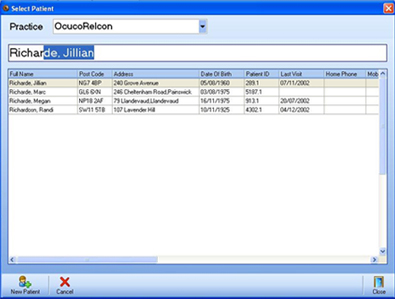 Select Patient
Practice OcucoRelcon
Richarde, Jillian
Full Name Post Code Address Date Of Birth Patient ID Last Visit Home Phone Mob
Richarde, Jillian NG7 4BP 240 Grove Avenue 05/08/1960 289.1 07/11/2002
Richarde, Marc GL6 6XN 246 Cheltenham Road,Painswick 03/08/1975 5187.1
Richarde, Megan NP18 2AF 79 Llandevaud,Llandevaud 16/11/1975 913.1 20/07/2002
Richardson, Randi SW11 5TB 107 Lavender Hill 10/11/1925 4302.1 04/12/2002
New Patient Cancel Close